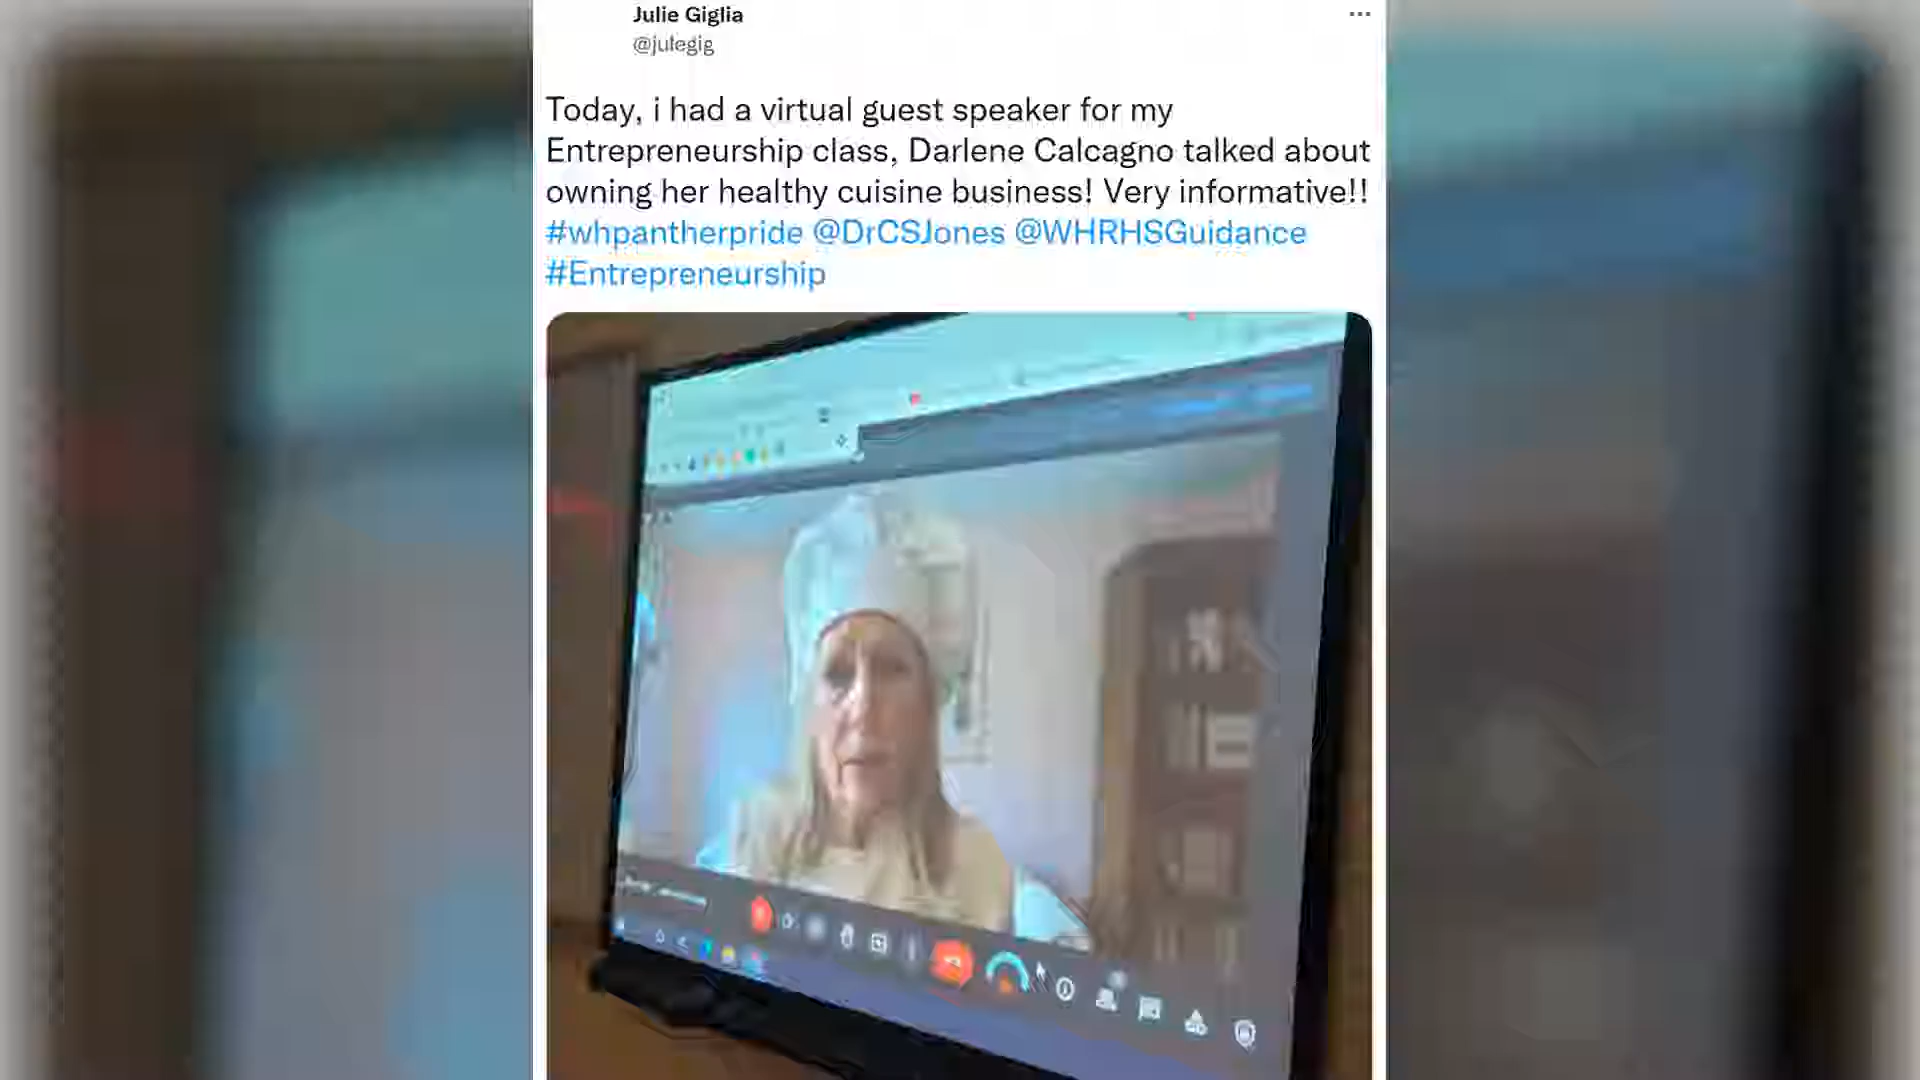 Julie Giglia
@julegig
Today, i had a virtual guest speaker for my
Entrepreneurship class, Darlene Calcagno talked about
owning her healthy cuisine business! Very informative!!
#whpantherpride @DrCSJones @WHRHSGuidance
#Entrepreneurship